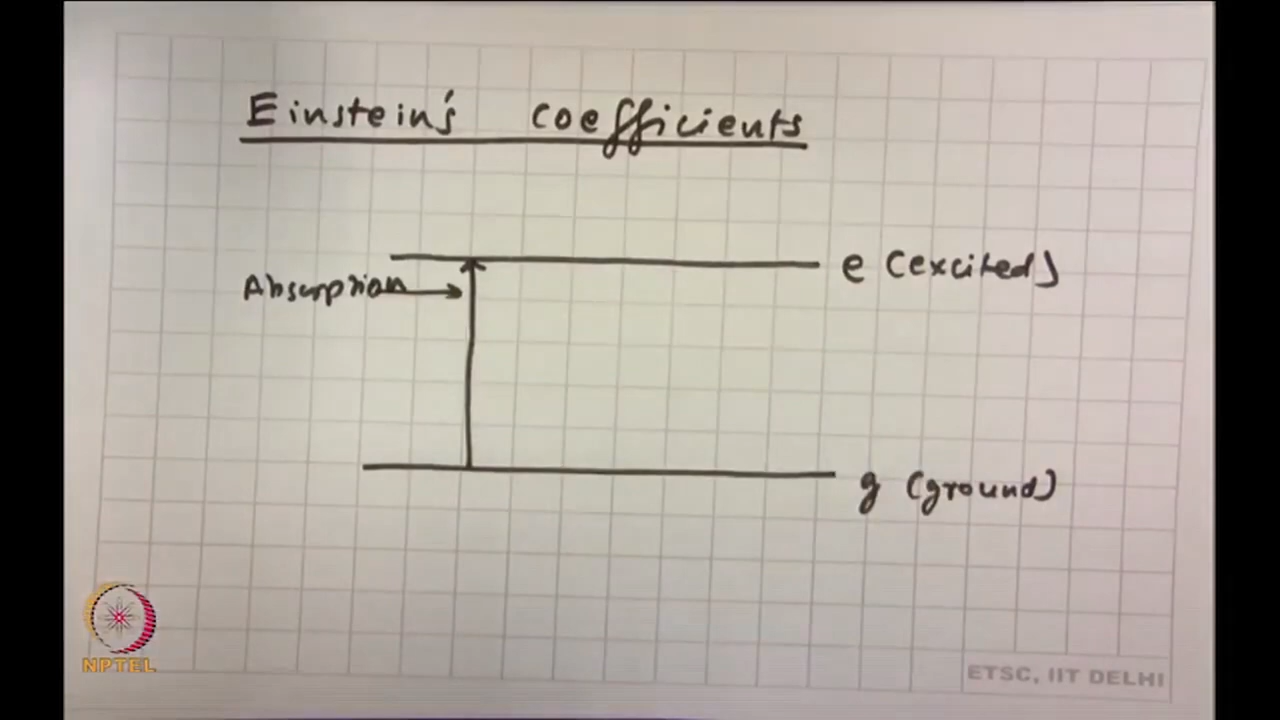 Einstein's coefficients
e (excited)
Absorption
g (ground)
NPTEL
ETSC, IIT DELHI